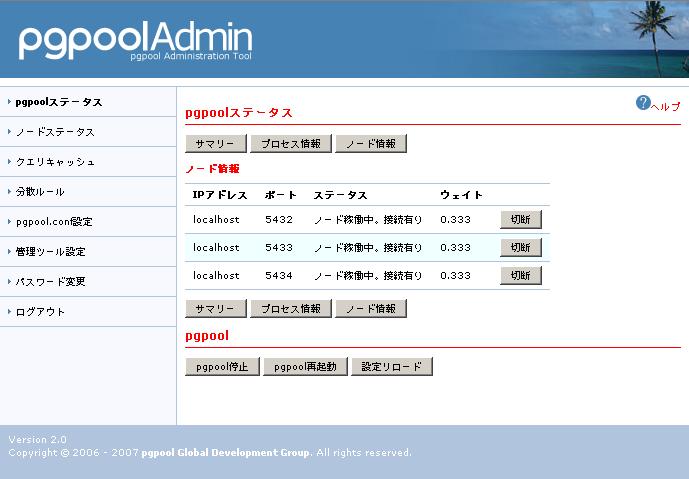 pgpoolAdmin
pgpool Administration Tool
pgpoolステータス
ノードステータス
クエリキャッシュ
分散ルール
pgpool.conf設定
管理ツール設定
パスワード変更
ログアウト
pgpoolステータス
?ヘルプ
サマリー プロセス情報 ノード情報
ノード情報
IPアドレス ポート ステータス ウェイト
localhost 5432 ノード稼働中。接続有り 0.333 切断
localhost 5433 ノード稼働中。接続有り 0.333 切断
localhost 5434 ノード稼働中。接続有り 0.333 切断
サマリー プロセス情報 ノード情報
pgpool
pgpool停止 pgpool再起動 設定リロード
Version 2.0
Copyright © 2006 - 2007 pgpool Global Development Group. All rights reserved.